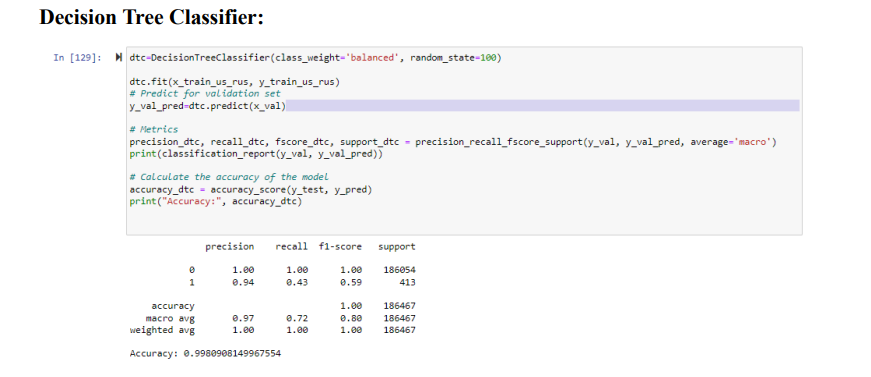 Decision Tree Classifier:
In [129]: dtc=DecisionTreeClassifier(class_weight='balanced', random_state=100)
dtc.fit(x_train_us_rus, y_train_us_rus)
# Predict for validation set
y_val_pred=dtc.predict(x_val)
# Metrics
precision_dtc, recall_dtc, fscore_dtc, support_dtc = precision_recall_fscore_support(y_val, y_val_pred, average='macro')
print(classification_report(y_val, y_val_pred))
# Calculate the accuracy of the model
accuracy_dtc = accuracy_score(y_test, y_pred)
print("Accuracy:", accuracy_dtc)
precision recall f1-score support
0 1.00 1.00 1.00 186054
1 0.94 0.43 0.59 413
accuracy 1.00 186467
macro avg 0.97 0.72 0.80 186467
weighted avg 1.00 1.00 1.00 186467
Accuracy: 0.9980908149967554